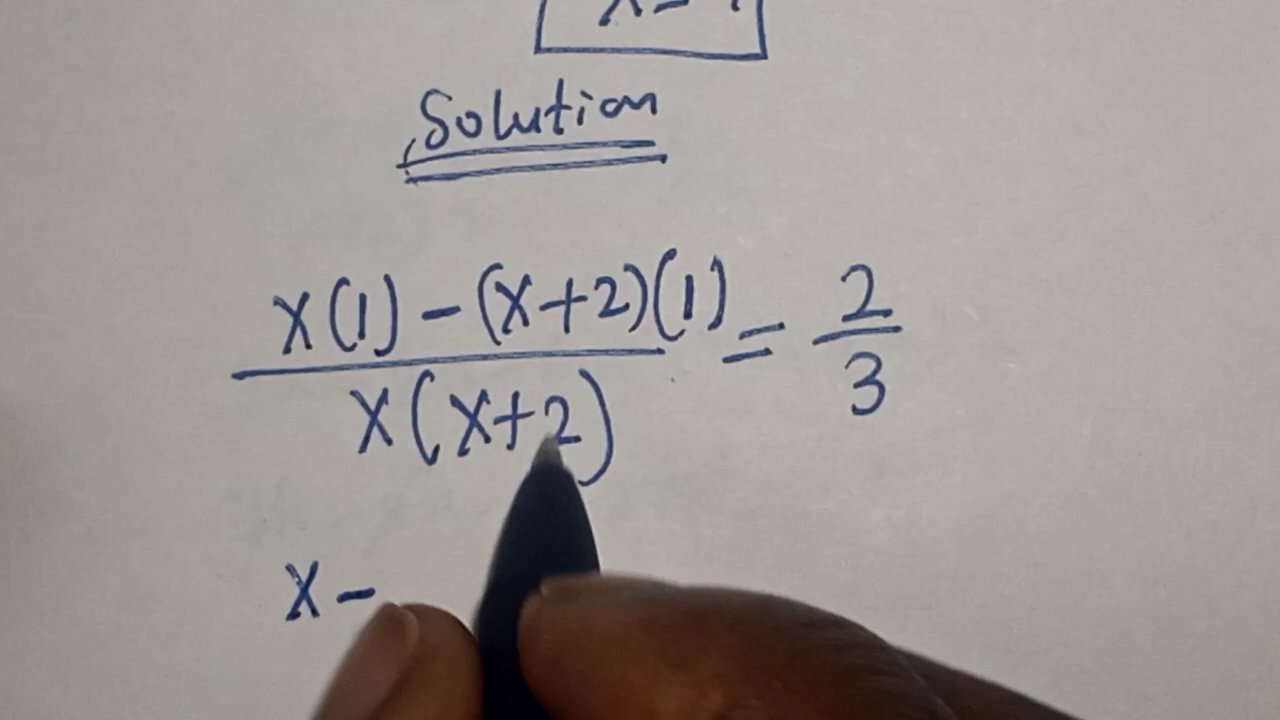 Solution
x(1) - (x+2)(1) = 2
x(x+2) 3
x -